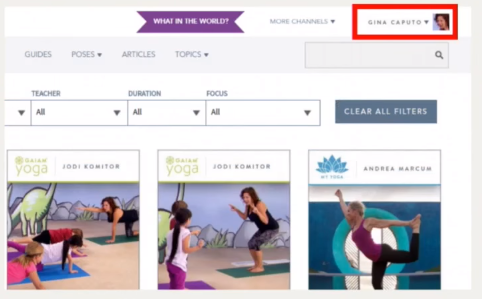 WHAT IN THE WORLD?
MORE CHANNELS ▼
GINA CAPUTO ▼
GUIDES
POSES ▼
ARTICLES
TOPICS ▼
TEACHER
DURATION
FOCUS
All
All
All
CLEAR ALL FILTERS
GAIAM
yoga
JODI KOMITOR
GAIAM
yoga
JODI KOMITOR
MY YOGA
ANDREA MARCUM